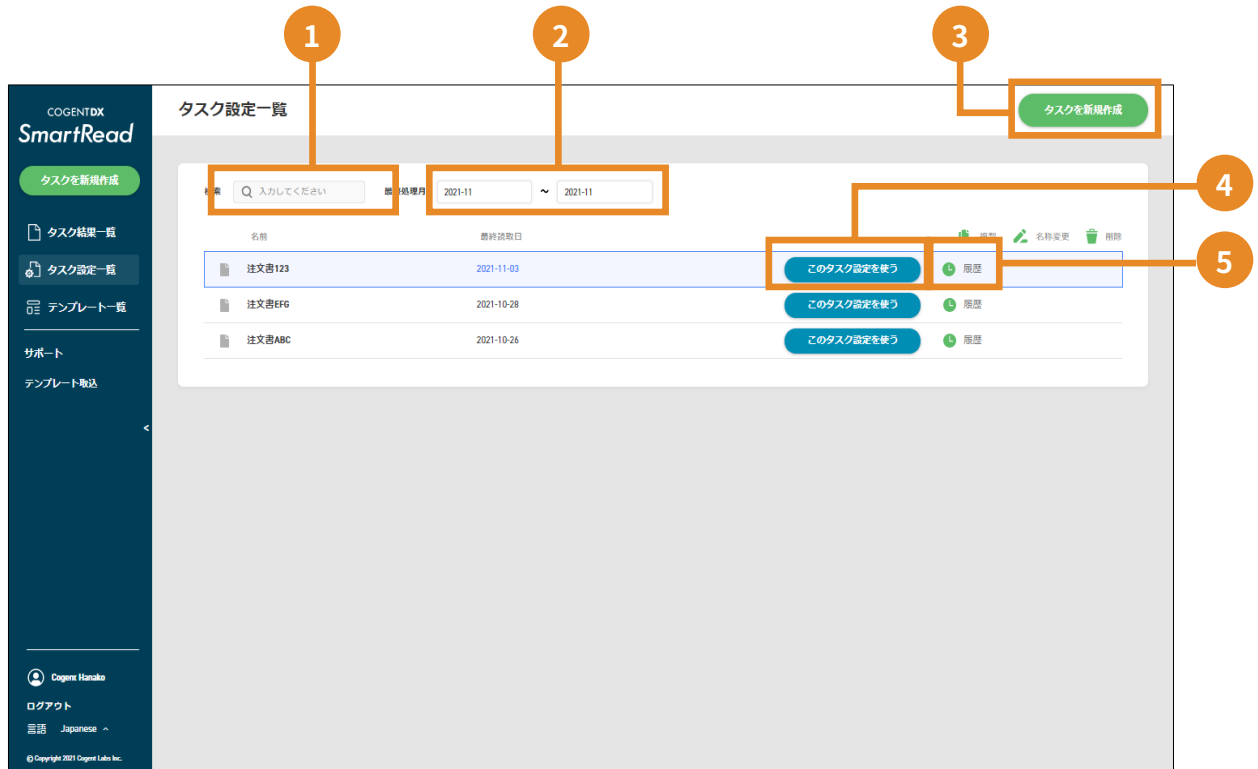 1
2
3
COGENTDX
SmartRead
タスクを新規作成
タスク結果一覧
タスク設定一覧
テンプレート一覧
サポート
テンプレート取込
<
Cogent Hanako
ログアウト
言語 Japanese
© Copyright 2021 Cogent Labs Inc.
タスク設定一覧
タスクを新規作成
入力してください
2021-11 ~ 2021-11
4
名前 最終読取日
名称変更 削除
注文書123 2021-11-03 このタスク設定を使う 履歴
5
注文書EFG 2021-10-28 このタスク設定を使う 履歴
注文書ABC 2021-10-26 このタスク設定を使う 履歴